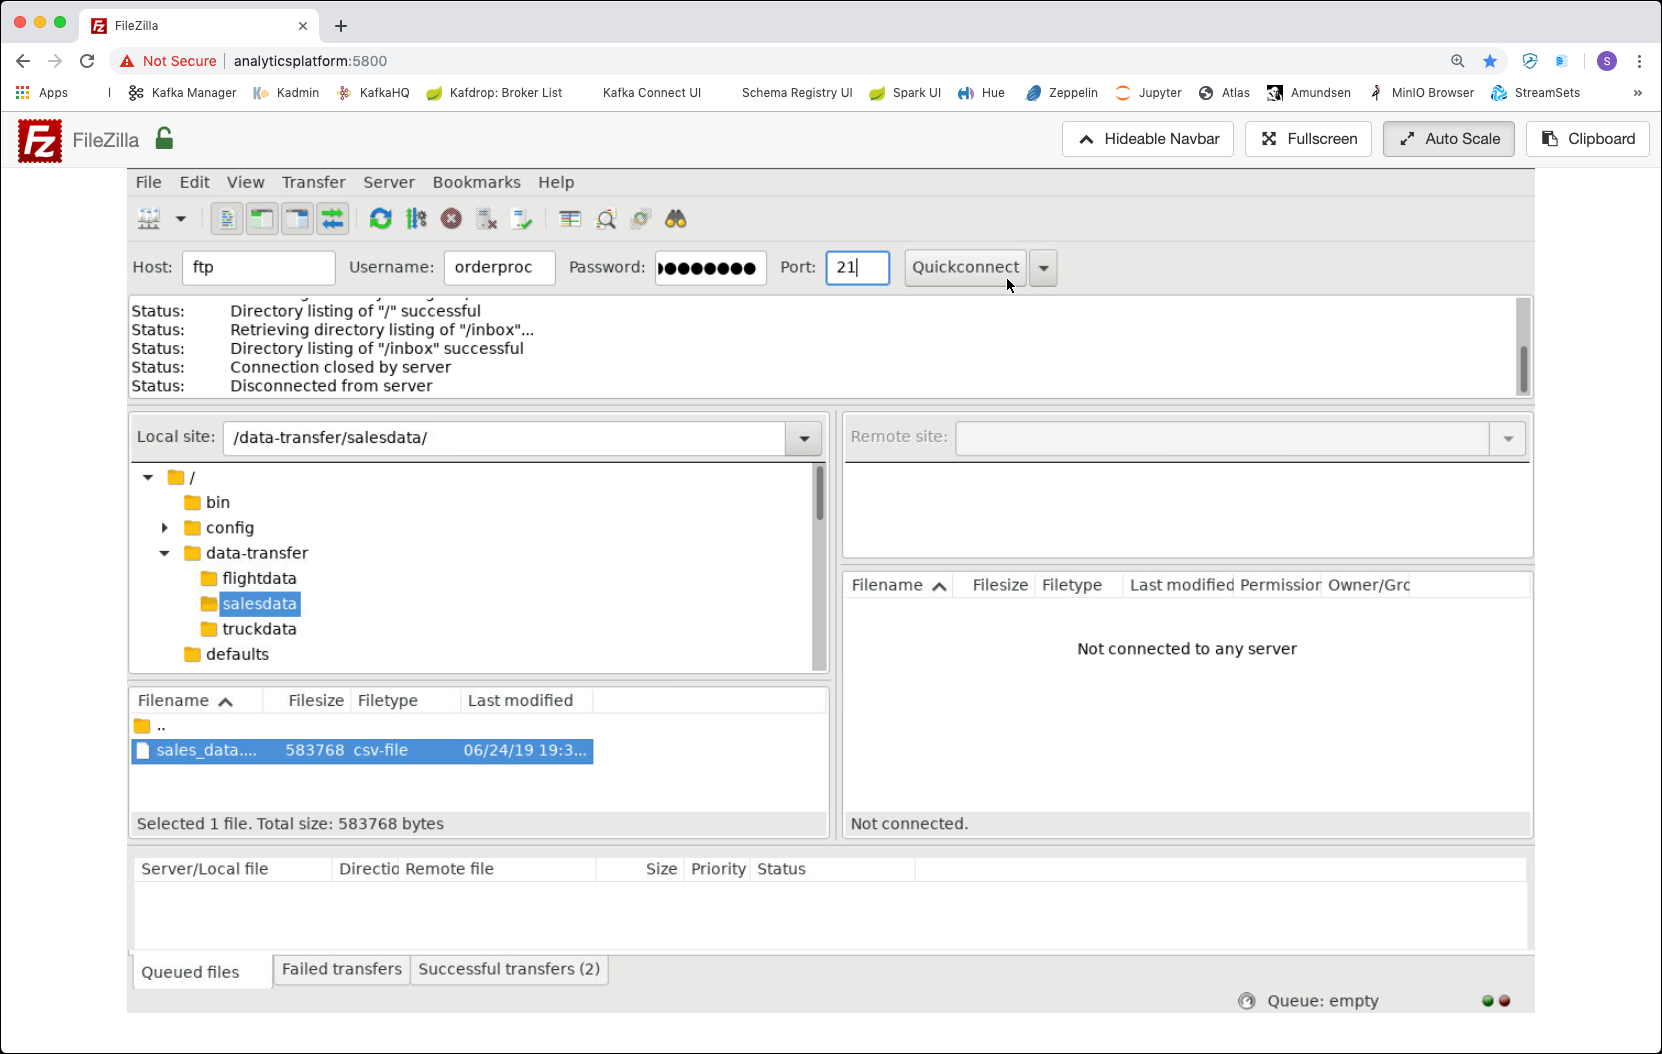 FileZilla
Not Secure analyticsplatform:5800 S
Apps Kafka Manager Kadmin KafkaHQ Kafdrop: Broker List Kafka Connect UI Schema Registry UI Spark UI Hue Zeppelin Jupyter Atlas Amundsen MinIO Browser StreamSets »
Fz FileZilla Hideable Navbar Fullscreen Auto Scale Clipboard
File Edit View Transfer Server Bookmarks Help
Host: ftp Username: orderproc Password: ●●●●●●●● Port: 21 Quickconnect
Status: Directory listing of "/" successful
Status: Retrieving directory listing of "/inbox"...
Status: Directory listing of "/inbox" successful
Status: Connection closed by server
Status: Disconnected from server
Local site: /data-transfer/salesdata/
/
bin
config
data-transfer
flightdata
salesdata
truckdata
defaults
Filename Filesize Filetype Last modified
..
sales_data.... 583768 csv-file 06/24/19 19:3...
Selected 1 file. Total size: 583768 bytes
Remote site:
Filename Filesize Filetype Last modified Permission Owner/Gro
Not connected to any server
Not connected.
Server/Local file Directio Remote file Size Priority Status
Queued files Failed transfers Successful transfers (2)
Queue: empty